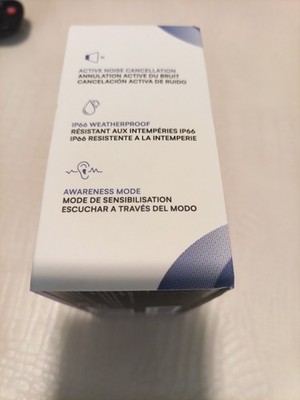 ACTIVE NOISE CANCELLATION
ANNULATION ACTIVE DU BRUIT
CANCELACIÓN ACTIVA DE RUIDO
IP66 WEATHERPROOF
RÉSISTANT AUX INTEMPÉRIES IP66
IP66 RESISTENTE A LA INTEMPERIE
AWARENESS MODE
MODE DE SENSIBILISATION
ESCUCHAR A TRAVÉS DEL MODO